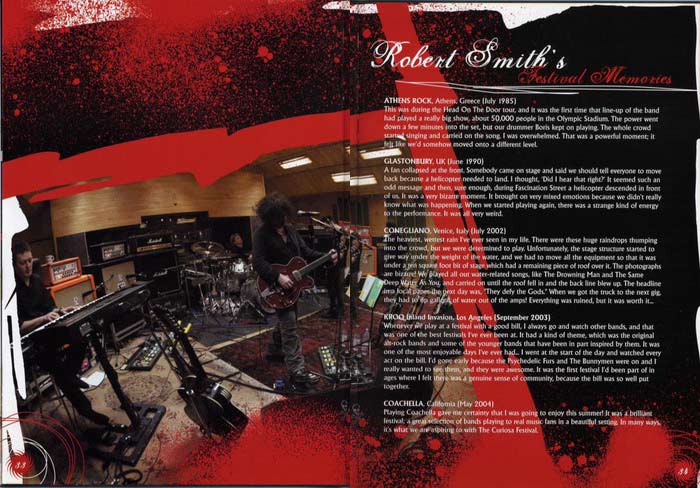 Robert Smith's
Festival Memories
ATHENS ROCK, Athens, Greece (July 1985)
This was during the Head On The Door tour, and it was the first time that line-up of the band
had played a really big show, about 50,000 people in the Olympic Stadium. The power went
down a few minutes into the set, but our drummer Boris kept on playing. The whole crowd
started singing and carried on the song. I was overwhelmed. That was a powerful moment; it
felt like we'd somehow moved onto a different level.
GLASTONBURY, UK (June 1990)
A fan collapsed at the front. Somebody came on stage and said we should tell everyone to move
back because a helicopter needed to land. I thought, 'Did I hear that right?' It seemed such an
odd message and then, sure enough, during Fascination Street a helicopter descended in front
of us. It was a very bizarre moment. It brought on very mixed emotions because we didn't really
know what was happening. When we started playing again, there was a strange kind of energy
to the performance. It was all very weird.
CONEGLIANO, Venice, Italy (July 2002)
The heaviest, wettest rain I've ever seen in my life. There were these huge raindrops thumping
into the crowd, but we were determined to play. Unfortunately, the stage structure started to
give way under the weight of the water, and we had to move all the equipment so that it was
under a ten square foot bit of stage which had a remaining piece of roof over it. The photographs
are bizarre! We played all our water-related songs, like The Drowning Man and The Same
Deep Water As You, and carried on until the roof fell in and the back line blew up. The headline
in a local paper the next day was, "They defy the Gods." When we got the truck to the next gig,
they had to tip gallons of water out of the amps! Everything was ruined, but it was worth it...
KROQ Inland Invasion, Los Angeles (September 2003)
Whenever we play at a festival with a good bill, I always go and watch other bands, and that
was one of the best festivals I've ever been at. It had a kind of theme, which was the original
alt-rock bands and some of the younger bands that have been in part inspired by them. It was
one of the most enjoyable days I've ever had.. I went at the start of the day and watched every
act on the bill. I'd gone early because the Psychedelic Furs and The Bunnymen were on and I
really wanted to see them, and they were awesome. It was the first festival I'd been part of in
ages where I felt there was a genuine sense of community, because the bill was so well put
together.
COACHELLA, California (May 2004)
Playing Coachella gave me certainty that I was going to enjoy this summer! It was a brilliant
festival; a great selection of bands playing to real music fans in a beautiful setting. In many ways,
it's what we are aspiring to with The Curiosa Festival.
Marshall
33
34